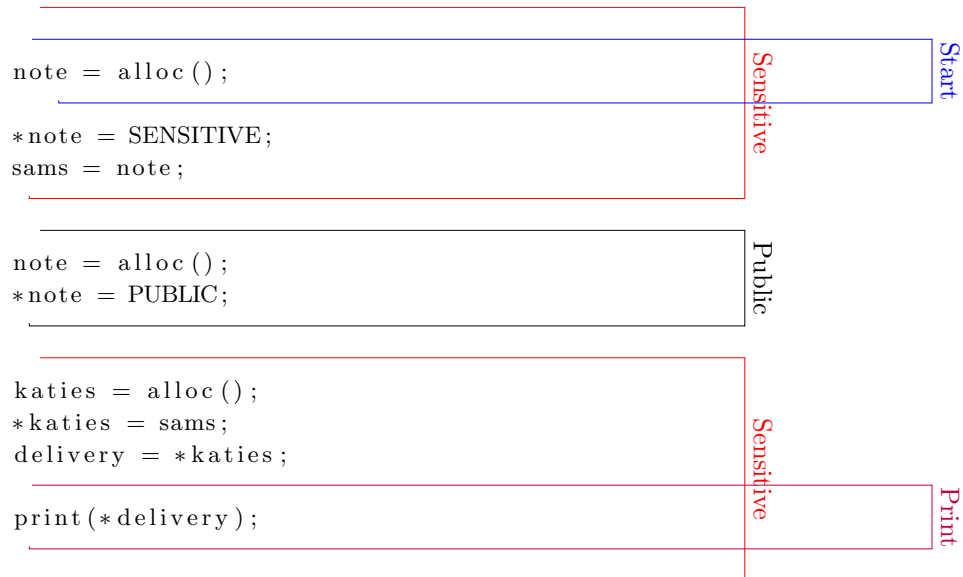 note = alloc();
Start
Sensitive
*note = SENSITIVE;
sams = note;
note = alloc();
*note = PUBLIC;
Public
katies = alloc();
*katies = sams;
delivery = *katies;
Sensitive
print(*delivery);
Print